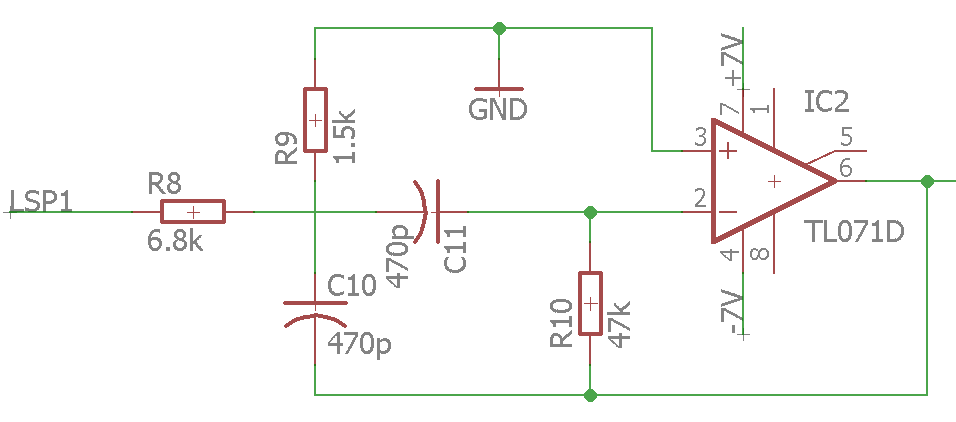 +7V
IC2
GND
7
1
R9
1.5k
3
5
+
6
LSP1
R8
6.8k
2
-
TL071D
470p
C11
4
8
C10
470p
R10
47k
-7V